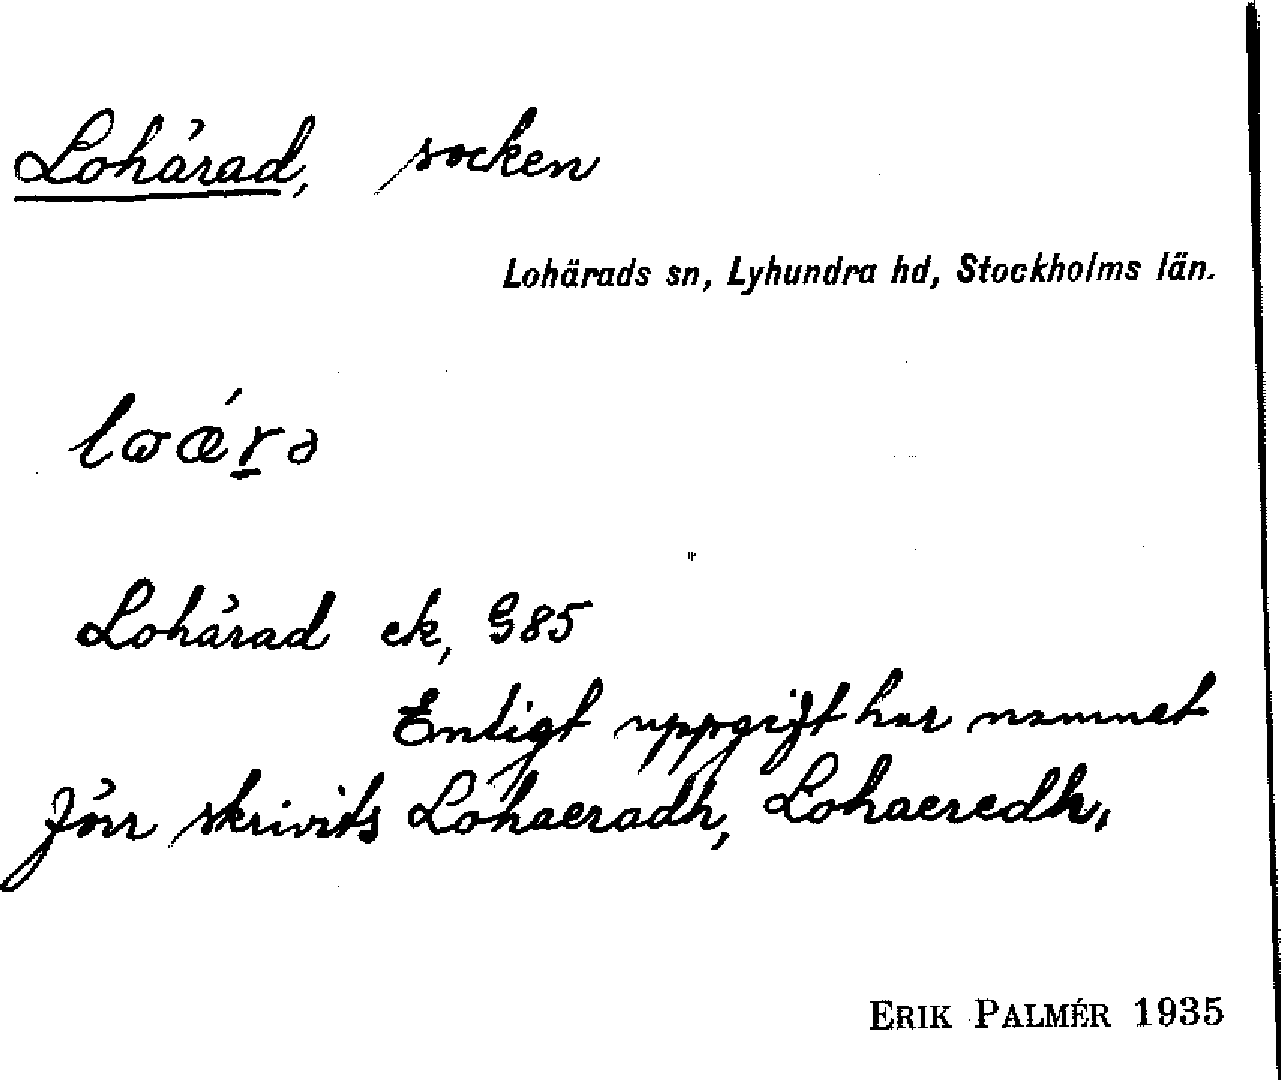 Lohärad, socken
Lohärads sn, Lyhundra hd, Stockholms län.
lωǽr̲ə
Lohärad ek, G85
Enligt uppgift har namnet
förr skrivits Lohaeradh, Lohaeredh,
ERIK PALMÉR 1935